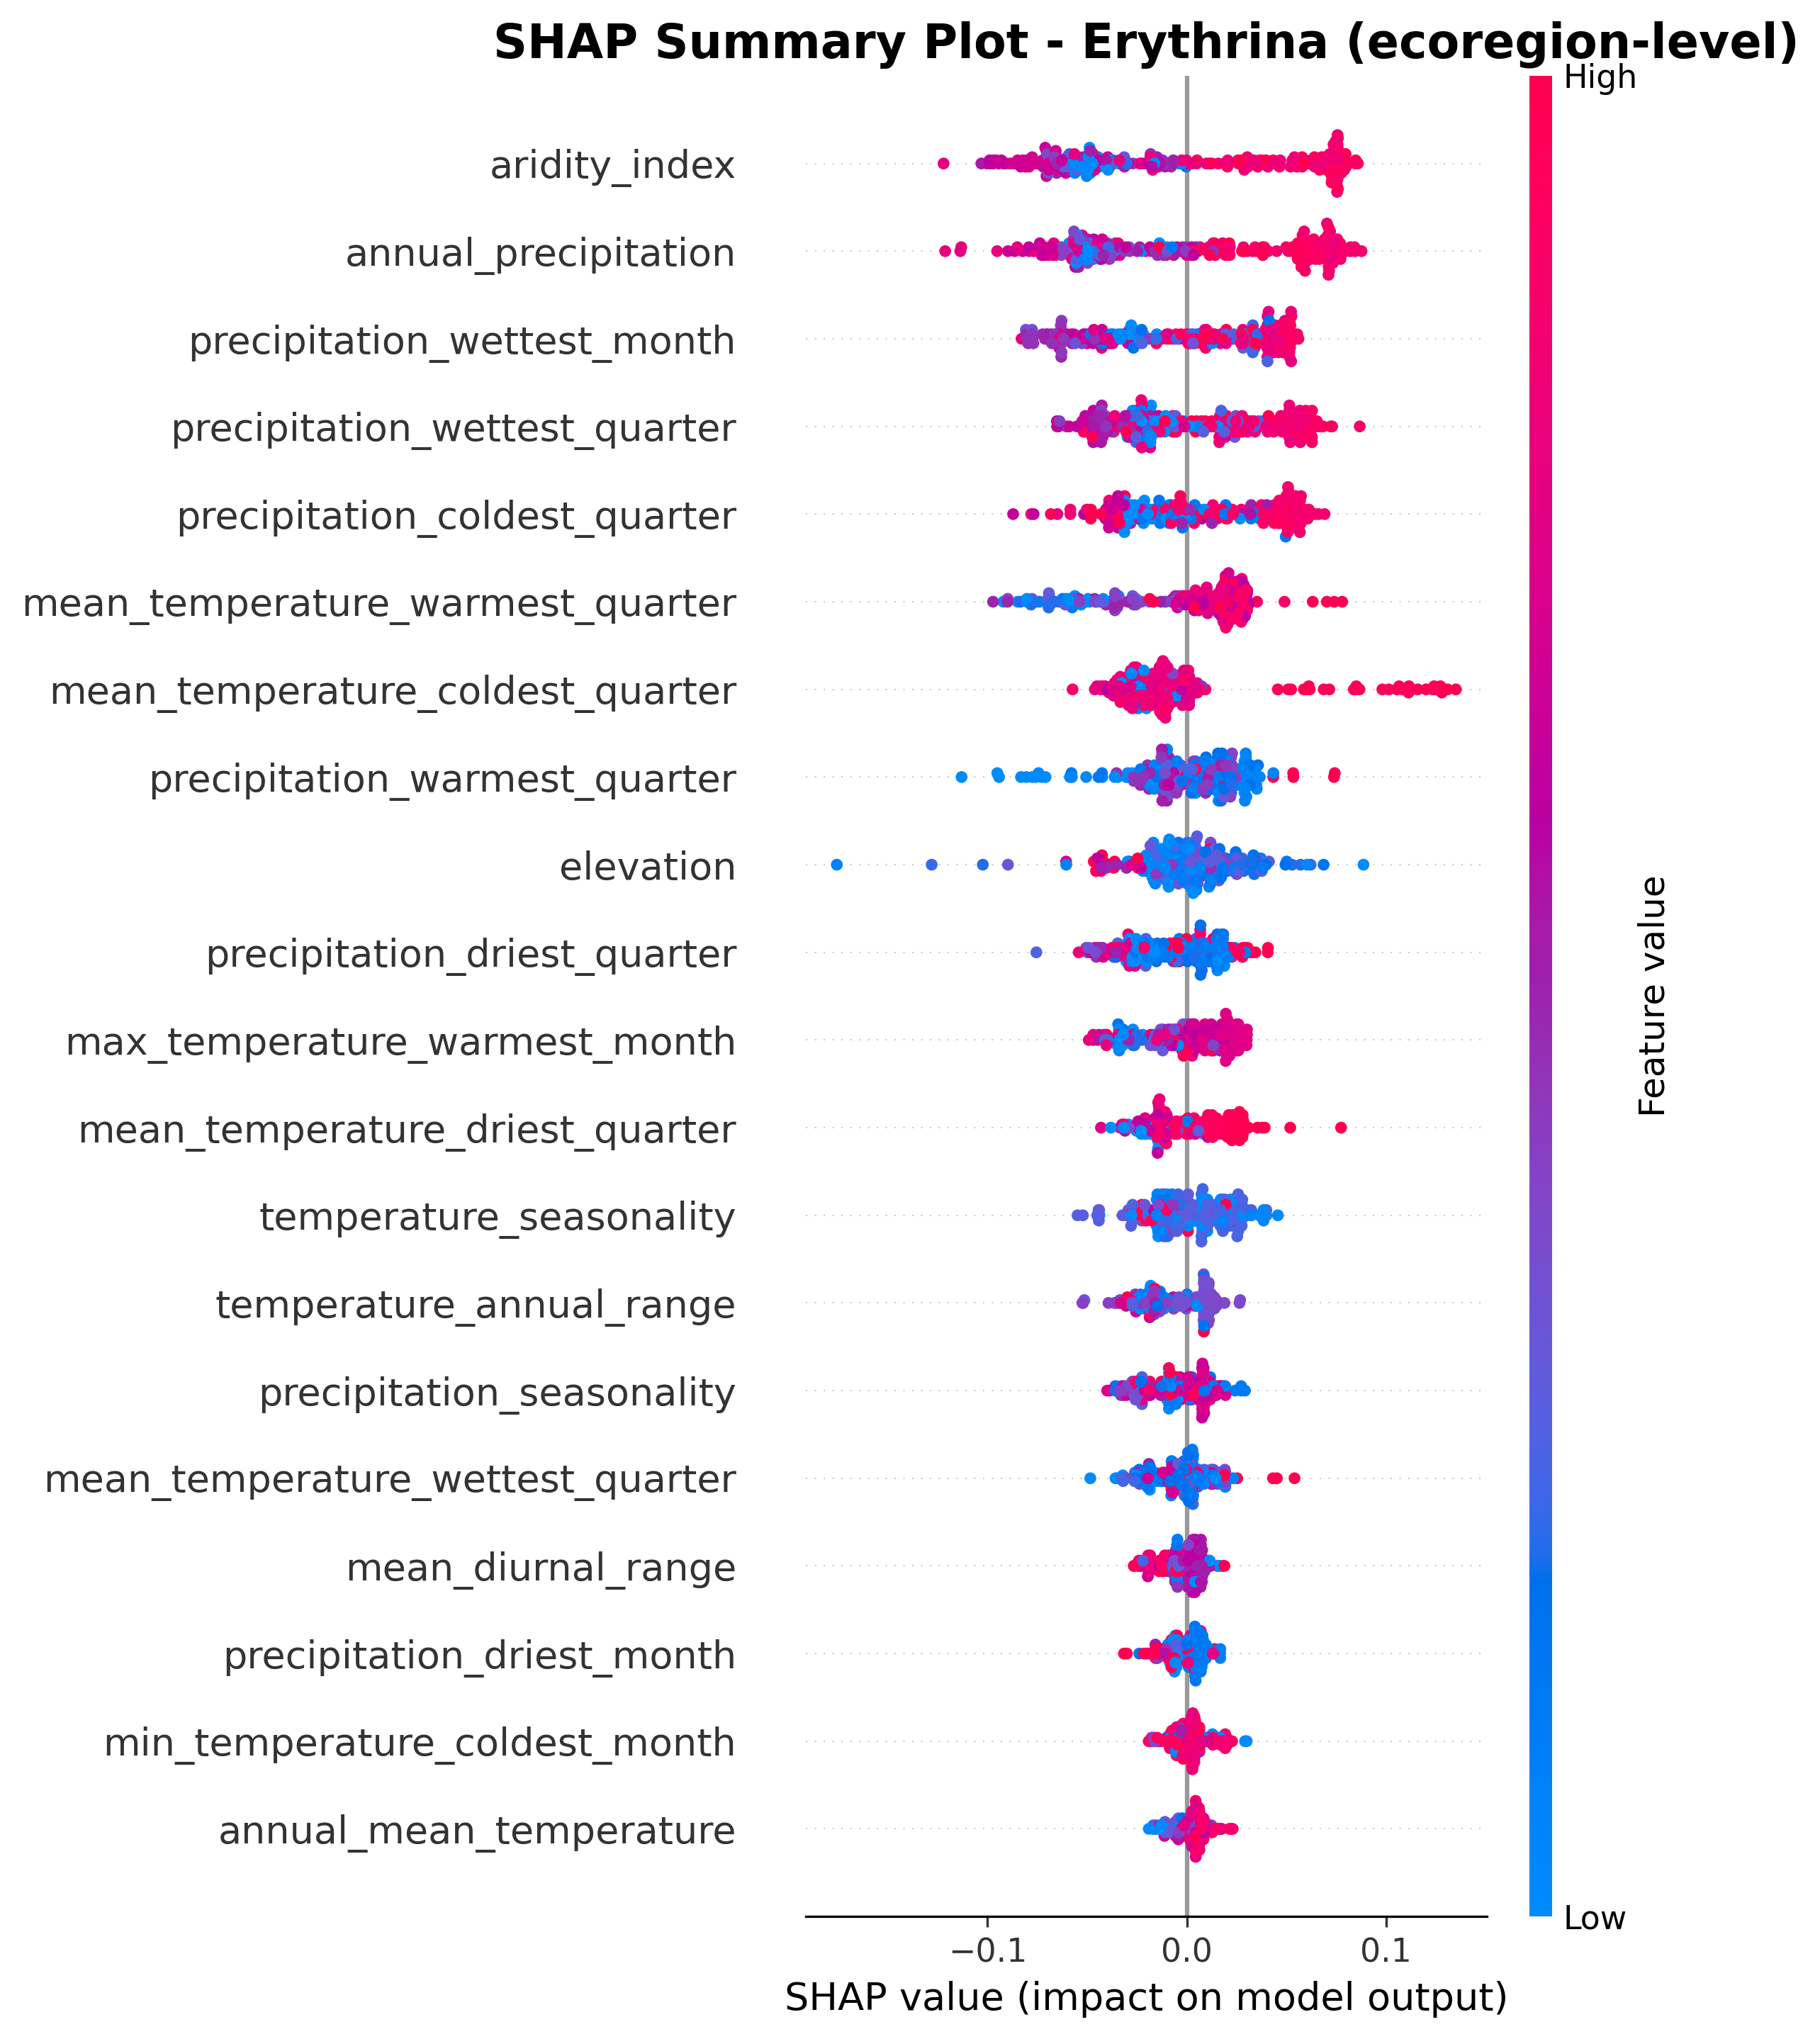 SHAP Summary Plot - Erythrina (ecoregion-level)
High
aridity_index
annual_precipitation
precipitation_wettest_month
precipitation_wettest_quarter
precipitation_coldest_quarter
mean_temperature_warmest_quarter
mean_temperature_coldest_quarter
precipitation_warmest_quarter
elevation
precipitation_driest_quarter
max_temperature_warmest_month
mean_temperature_driest_quarter
temperature_seasonality
temperature_annual_range
precipitation_seasonality
mean_temperature_wettest_quarter
mean_diurnal_range
precipitation_driest_month
min_temperature_coldest_month
annual_mean_temperature
Feature value
Low
−0.1 0.0 0.1
SHAP value (impact on model output)